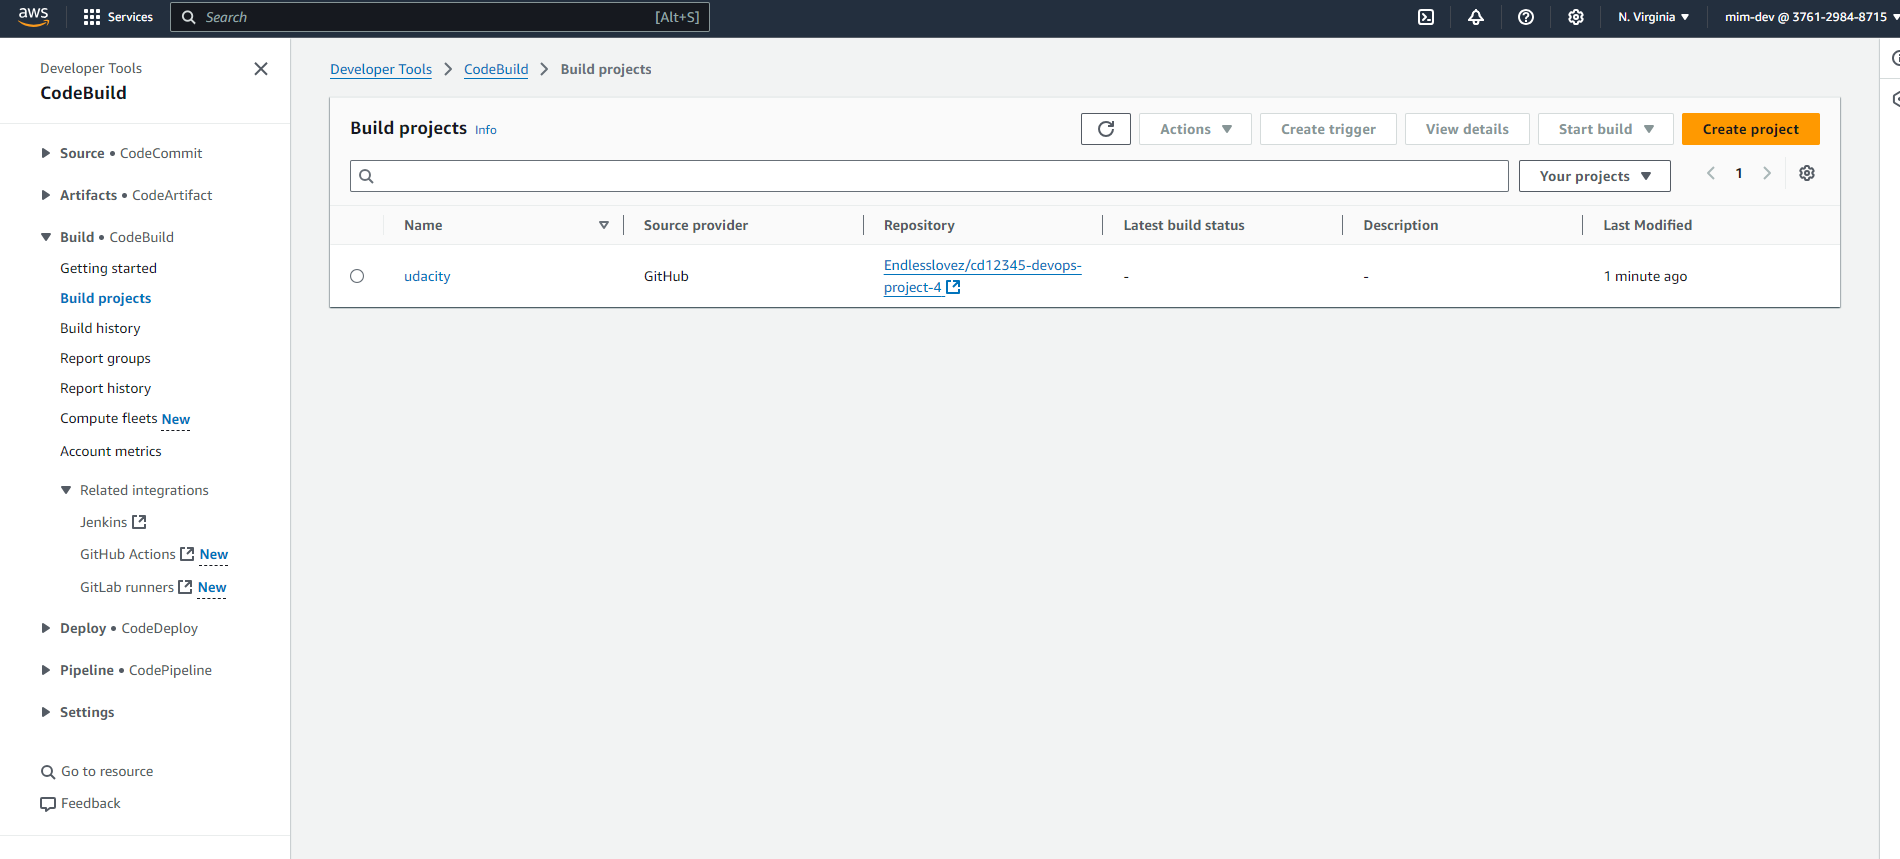 aws
Services
Search
[Alt+S]
N. Virginia
mim-dev @ 3761-2984-8715
Developer Tools
CodeBuild
Source • CodeCommit
Artifacts • CodeArtifact
Build • CodeBuild
Getting started
Build projects
Build history
Report groups
Report history
Compute fleets New
Account metrics
Related integrations
Jenkins
GitHub Actions New
GitLab runners New
Deploy • CodeDeploy
Pipeline • CodePipeline
Settings
Go to resource
Feedback
Developer Tools
CodeBuild
Build projects
Build projects Info
Actions
Create trigger
View details
Start build
Create project
Your projects
1
Name
Source provider
Repository
Latest build status
Description
Last Modified
udacity
GitHub
Endlesslovez/cd12345-devops-
project-4
-
-
1 minute ago